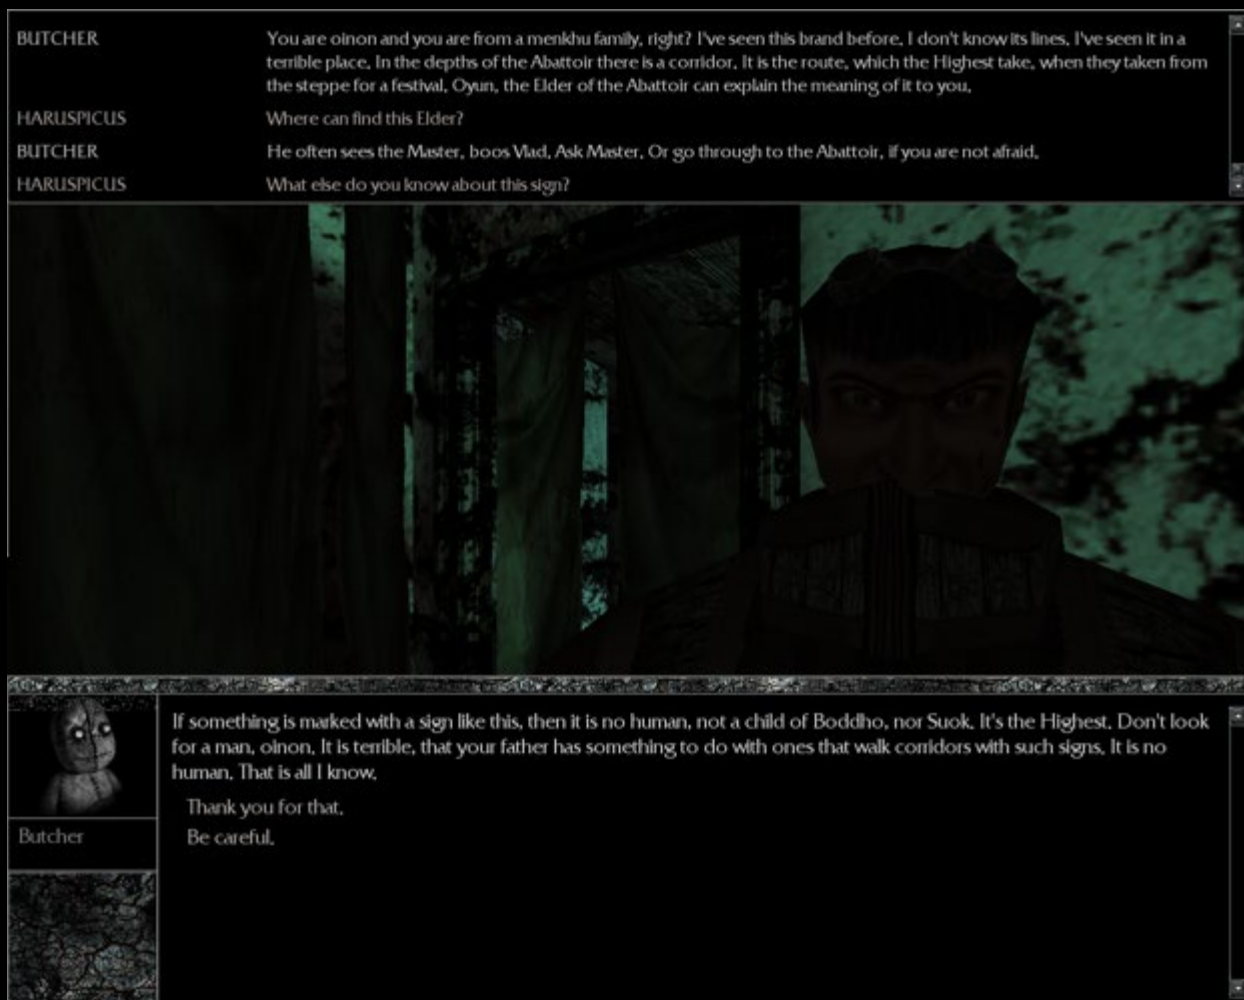 BUTCHER You are oinon and you are from a menkhu family, right? I've seen this brand before. I don't know its lines. I've seen it in a
terrible place. In the depths of the Abattoir there is a corridor. It is the route, which the Highest take, when they taken from
the steppe for a festival. Oyun, the Elder of the Abattoir can explain the meaning of it to you.
HARUSPICUS Where can find this Elder?
BUTCHER He often sees the Master, boos Vlad. Ask Master. Or go through to the Abattoir, if you are not afraid.
HARUSPICUS What else do you know about this sign?
If something is marked with a sign like this, then it is no human, not a child of Boddho, nor Suok. It's the Highest. Don't look
for a man, oinon. It is terrible, that your father has something to do with ones that walk corridors with such signs. It is no
human. That is all I know.
Thank you for that.
Be careful.
Butcher